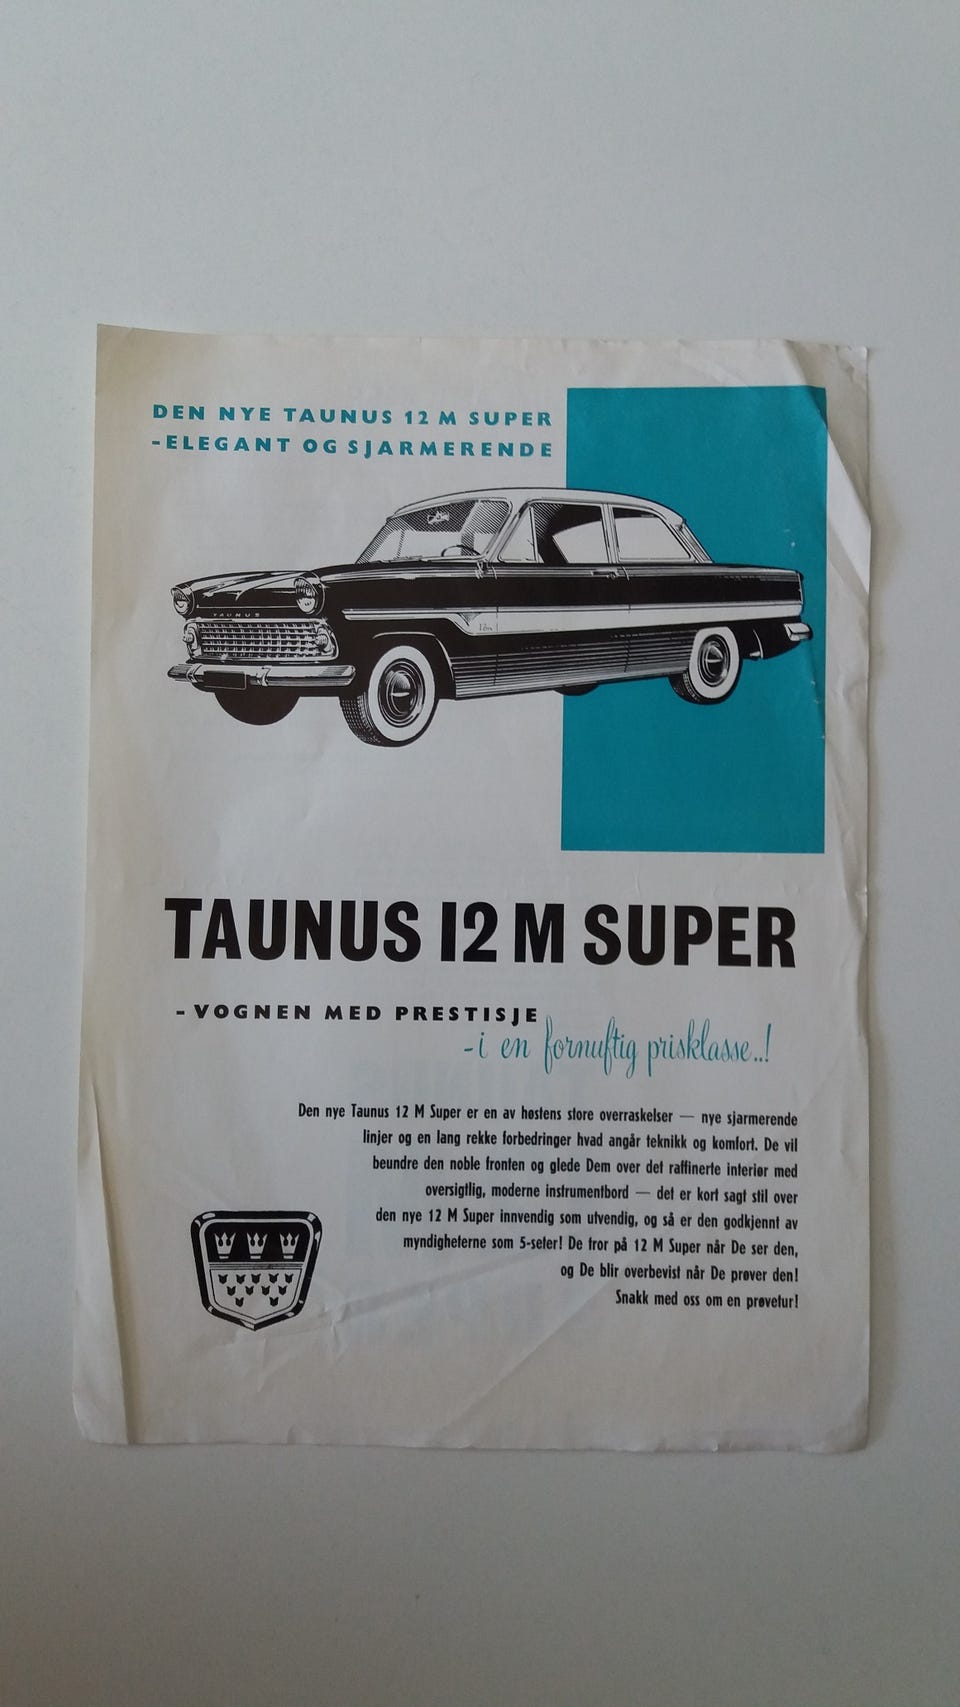 DEN NYE TAUNUS 12 M SUPER
-ELEGANT OG SJARMERENDE
TAUNUS
12m
TAUNUS 12 M SUPER
- VOGNEN MED PRESTISJE
- i en fornuftig prisklasse..!
Den nye Taunus 12 M Super er en av høstens store overraskelser — nye sjarmerende
linjer og en lang rekke forbedringer hvad angår teknikk og komfort. De vil
beundre den noble fronten og glede Dem over det raffinerte interiør med
oversigtlig, moderne instrumentbord — det er kort sagt stil over
den nye 12 M Super innvendig som utvendig, og så er den godkjennt av
myndigheterne som 5-seter! De tror på 12 M Super når De ser den,
og De blir overbevist når De prøver den!
Snakk med oss om en prøvetur!